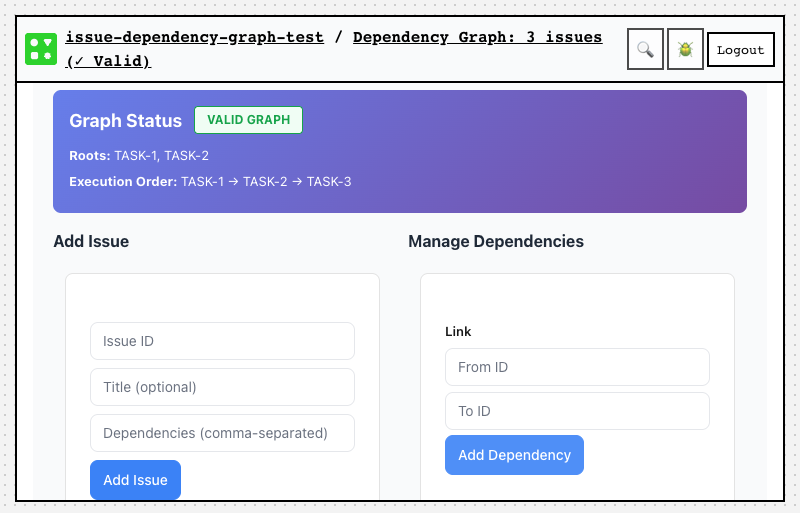 issue-dependency-graph-test / Dependency Graph: 3 issues
(✓ Valid)
Logout
Graph Status
VALID GRAPH
Roots: TASK-1, TASK-2
Execution Order: TASK-1 → TASK-2 → TASK-3
Add Issue
Issue ID
Title (optional)
Dependencies (comma-separated)
Add Issue
Manage Dependencies
Link
From ID
To ID
Add Dependency